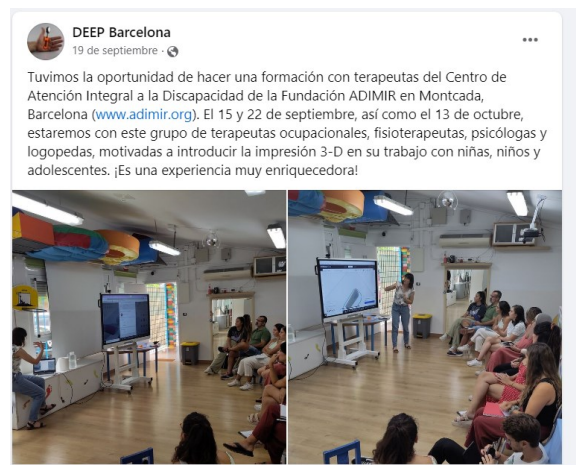 DEEP Barcelona
19 de septiembre ·
Tuvimos la oportunidad de hacer una formación con terapeutas del Centro de
Atención Integral a la Discapacidad de la Fundación ADIMIR en Montcada,
Barcelona (www.adimir.org). El 15 y 22 de septiembre, así como el 13 de octubre,
estaremos con este grupo de terapeutas ocupacionales, fisioterapeutas, psicólogas y
logopedas, motivadas a introducir la impresión 3-D en su trabajo con niñas, niños y
adolescentes. ¡Es una experiencia muy enriquecedora!